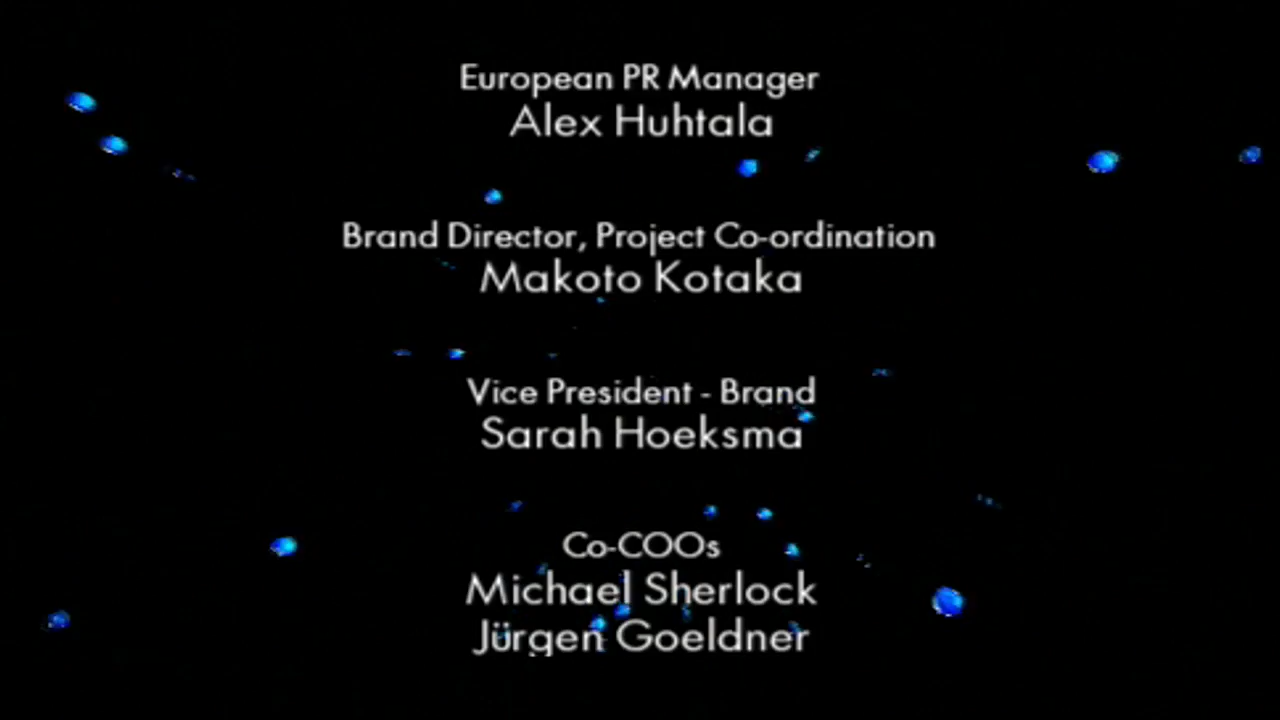 European PR Manager
Alex Huhtala
Brand Director, Project Co-ordination
Makoto Kotaka
Vice President - Brand
Sarah Hoeksma
Co-COOs
Michael Sherlock
Jürgen Goeldner